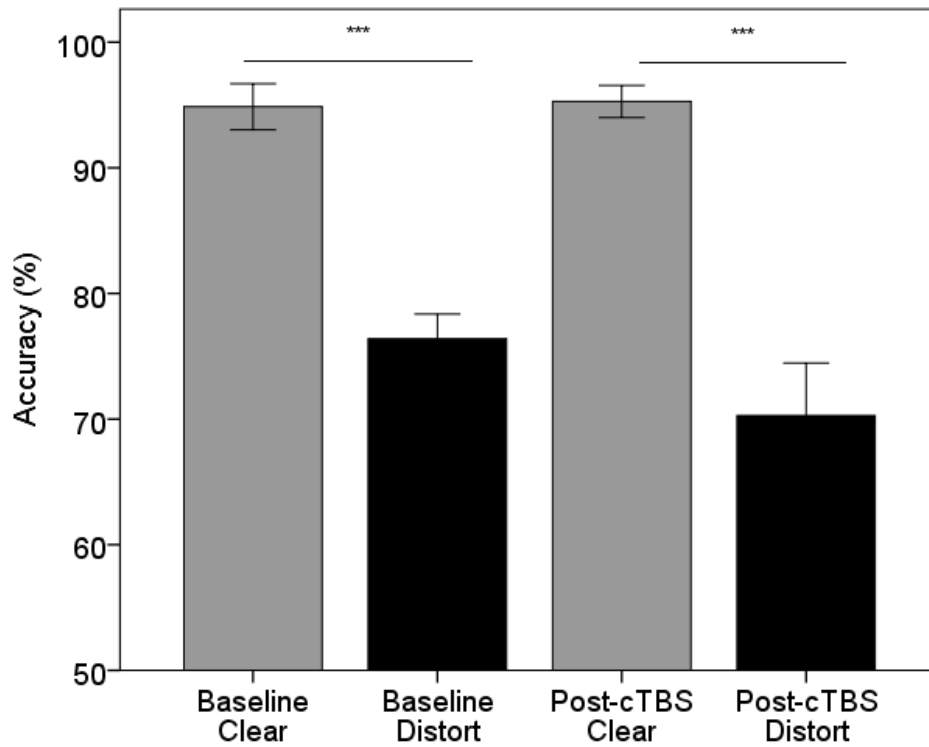 *** ***
100
90
80
70
60
50
Accuracy (%)
Baseline Clear
Baseline Distort
Post-cTBS Clear
Post-cTBS Distort